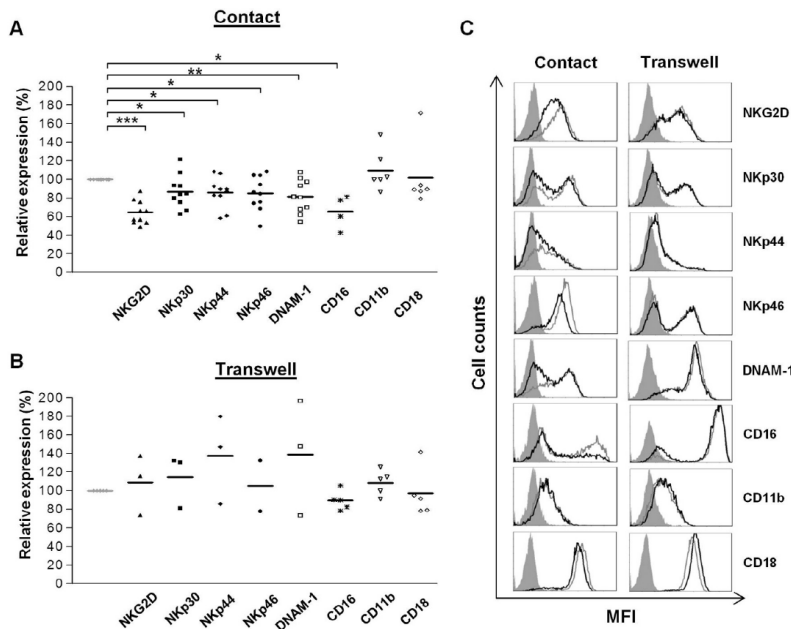 A
Contact
Relative expression (%)
200
180
160
140
120
100
80
60
40
20
0
*
**
*
*
*
***
NKG2D
NKp30
NKp44
NKp46
DNAM-1
CD16
CD11b
CD18
B
Transwell
Relative expression (%)
200
180
160
140
120
100
80
60
40
20
0
NKG2D
NKp30
NKp44
NKp46
DNAM-1
CD16
CD11b
CD18
C
Contact Transwell
Cell counts
NKG2D
NKp30
NKp44
NKp46
DNAM-1
CD16
CD11b
CD18
MFI